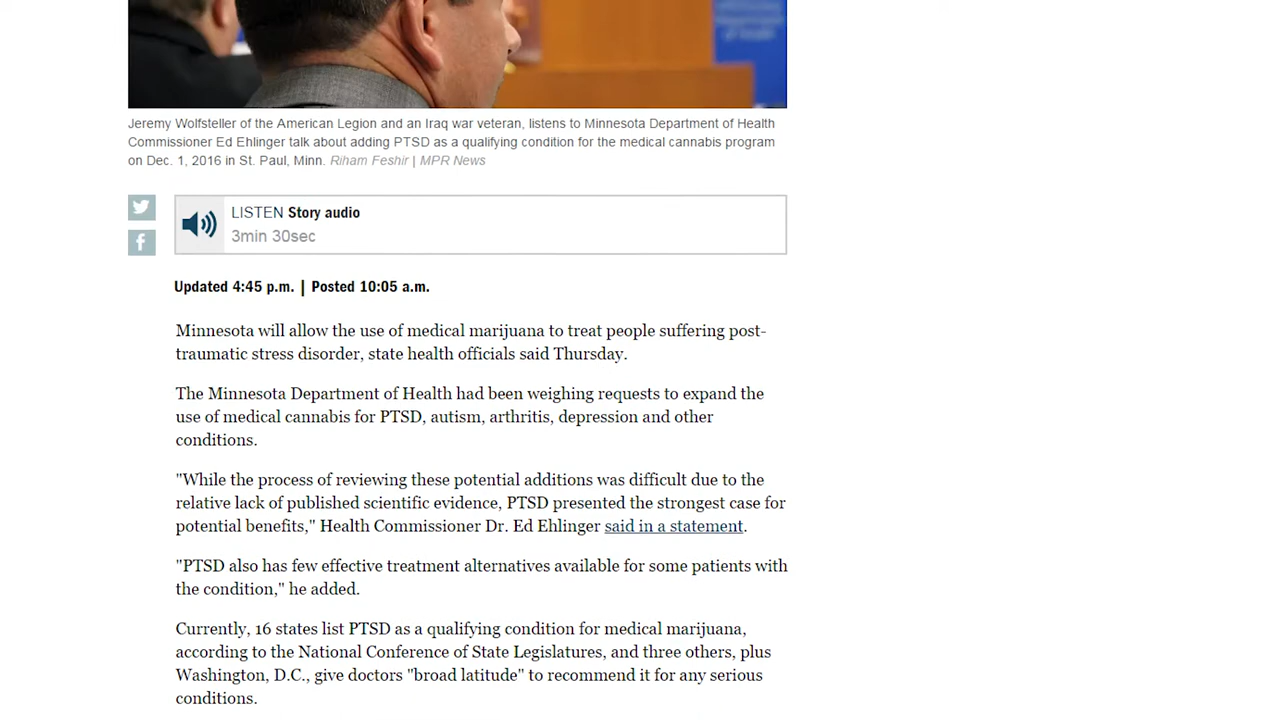 of Health
Jeremy Wolfsteller of the American Legion and an Iraq war veteran, listens to Minnesota Department of Health
Commissioner Ed Ehlinger talk about adding PTSD as a qualifying condition for the medical cannabis program
on Dec. 1, 2016 in St. Paul, Minn. Riham Feshir | MPR News
LISTEN Story audio
3min 30sec
Updated 4:45 p.m. | Posted 10:05 a.m.
Minnesota will allow the use of medical marijuana to treat people suffering post-
traumatic stress disorder, state health officials said Thursday.
The Minnesota Department of Health had been weighing requests to expand the
use of medical cannabis for PTSD, autism, arthritis, depression and other
conditions.
"While the process of reviewing these potential additions was difficult due to the
relative lack of published scientific evidence, PTSD presented the strongest case for
potential benefits," Health Commissioner Dr. Ed Ehlinger said in a statement.
"PTSD also has few effective treatment alternatives available for some patients with
the condition," he added.
Currently, 16 states list PTSD as a qualifying condition for medical marijuana,
according to the National Conference of State Legislatures, and three others, plus
Washington, D.C., give doctors "broad latitude" to recommend it for any serious
conditions.